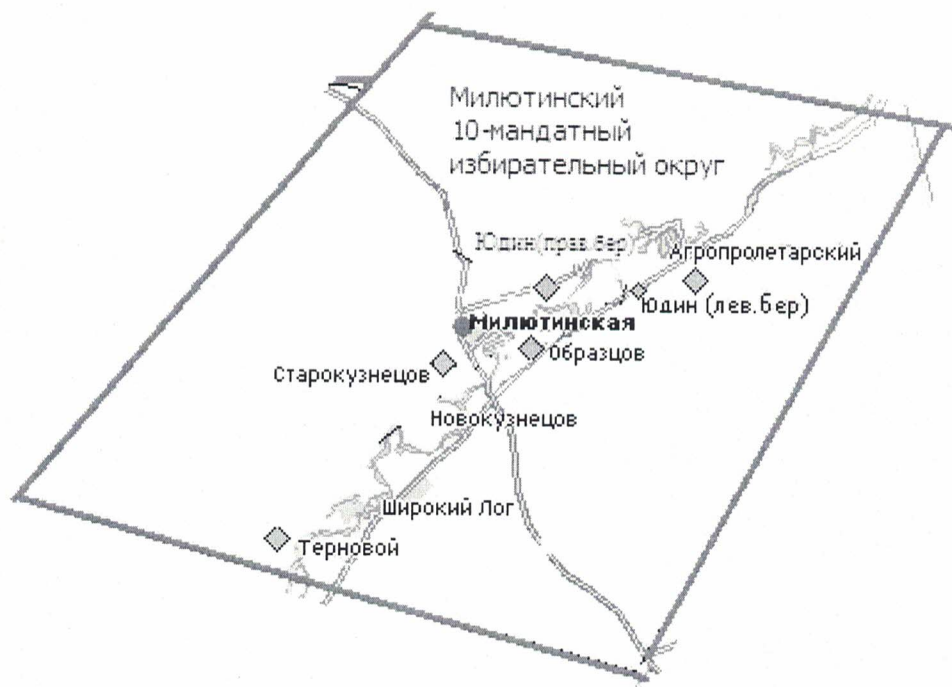 Милютинский
10-мандатный
избирательный округ
Юдин (прав.бер)
Агропролетарский
Юдин (лев.бер)
Милютинская
Образцов
Старокузнецов
Новокузнецов
Широкий Лог
Терновой